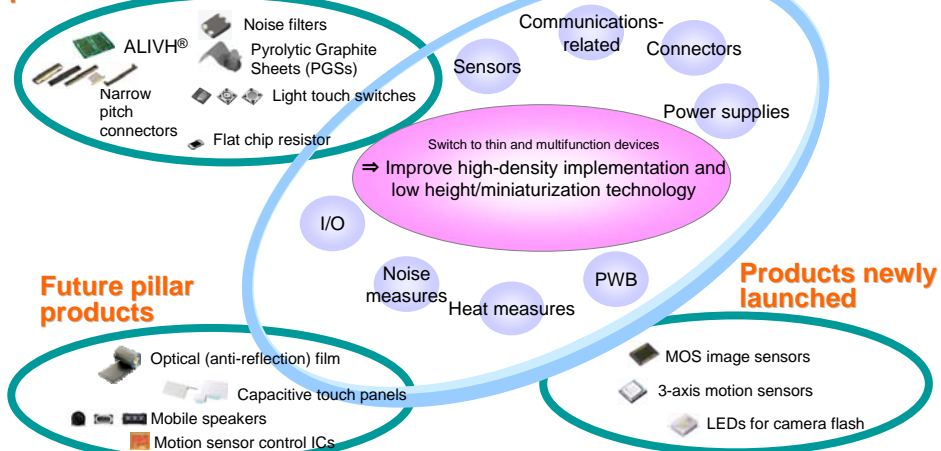 ALIVH®
Noise filters
Pyrolytic Graphite
Sheets (PGSs)
Narrow
pitch
connectors
Light touch switches
Flat chip resistor
Communications-
related
Connectors
Sensors
Power supplies
Switch to thin and multifunction devices
⇒ Improve high-density implementation and
low height/miniaturization technology
I/O
Noise
measures
Heat measures
PWB
Future pillar
products
Optical (anti-reflection) film
Capacitive touch panels
Mobile speakers
Motion sensor control ICs
Products newly
launched
MOS image sensors
3-axis motion sensors
LEDs for camera flash